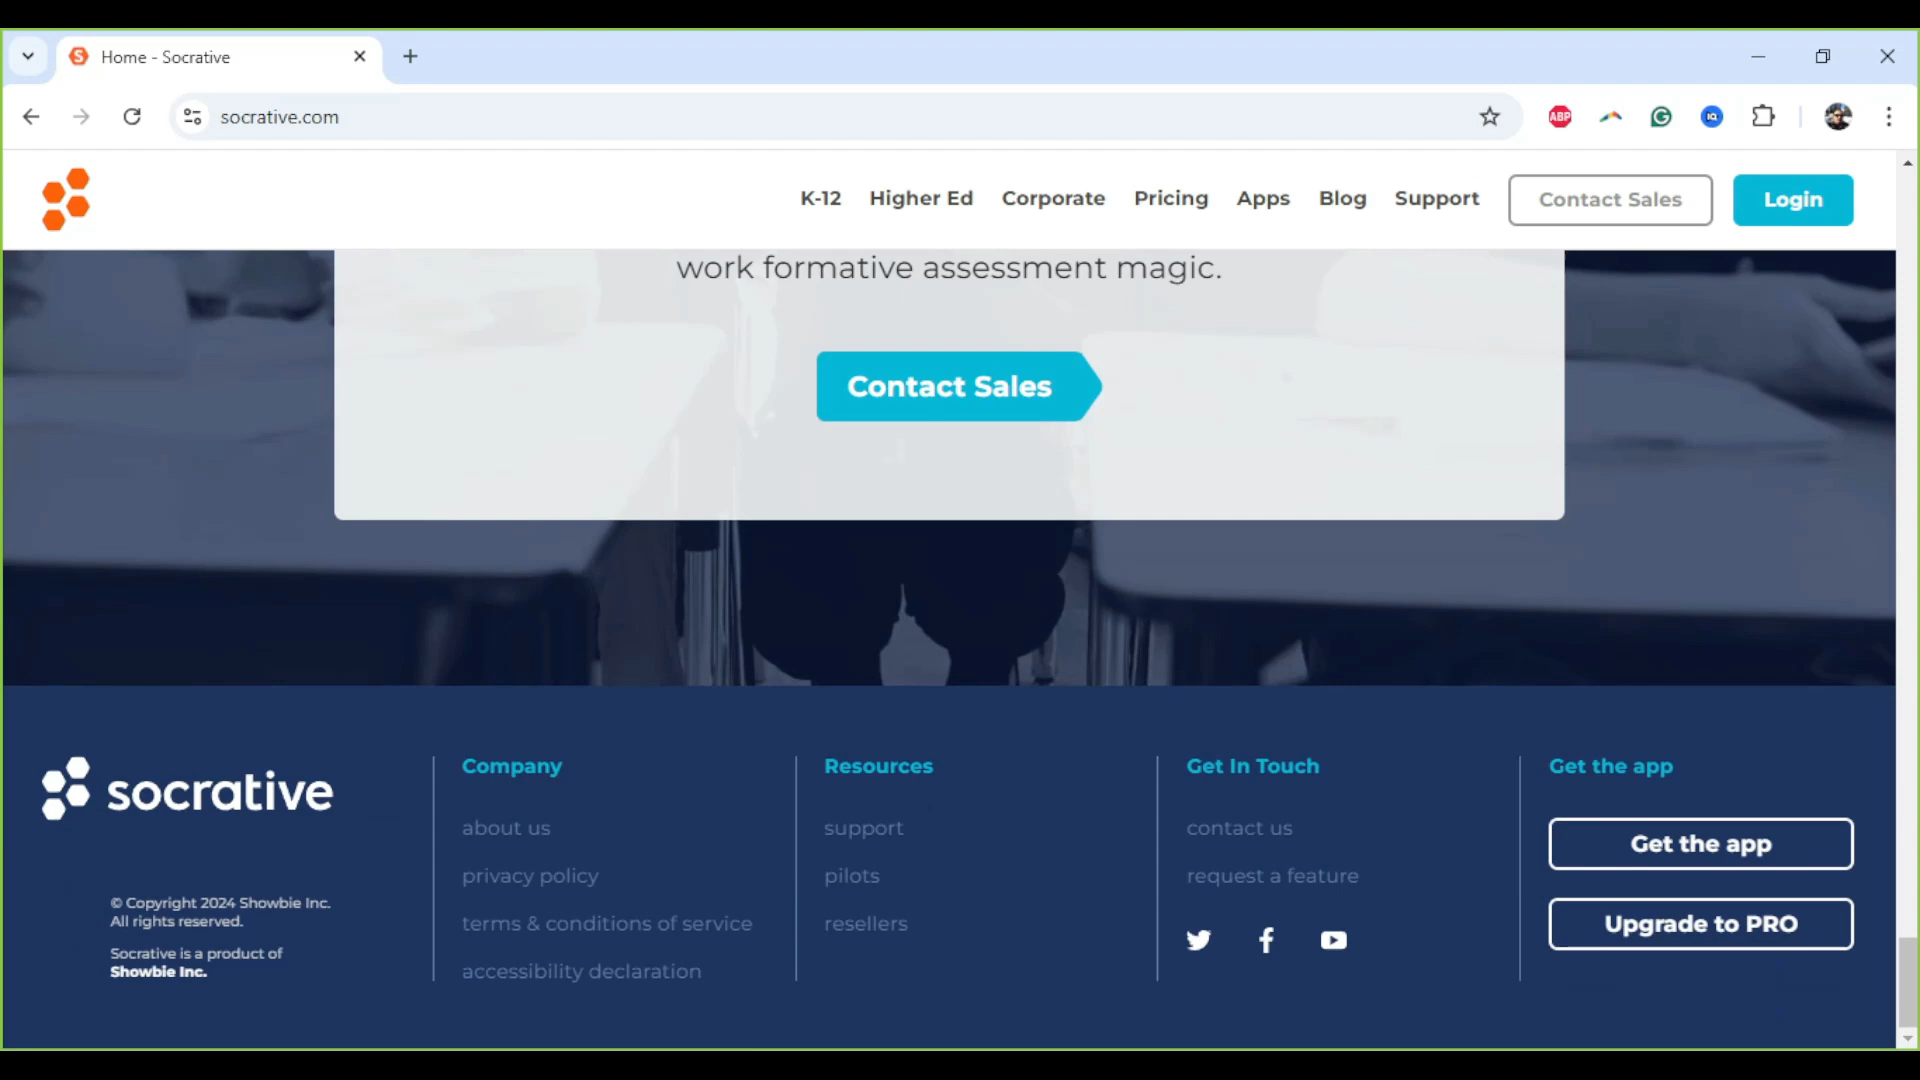 Home - Socrative
socrative.com
ABP
IQ
K-12 Higher Ed Corporate Pricing Apps Blog Support Contact Sales Login
work formative assessment magic.
Contact Sales
socrative
© Copyright 2024 Showbie Inc.
All rights reserved.
Socrative is a product of
Showbie Inc.
Company
about us
privacy policy
terms & conditions of service
accessibility declaration
Resources
support
pilots
resellers
Get In Touch
contact us
request a feature
Get the app
Get the app
Upgrade to PRO